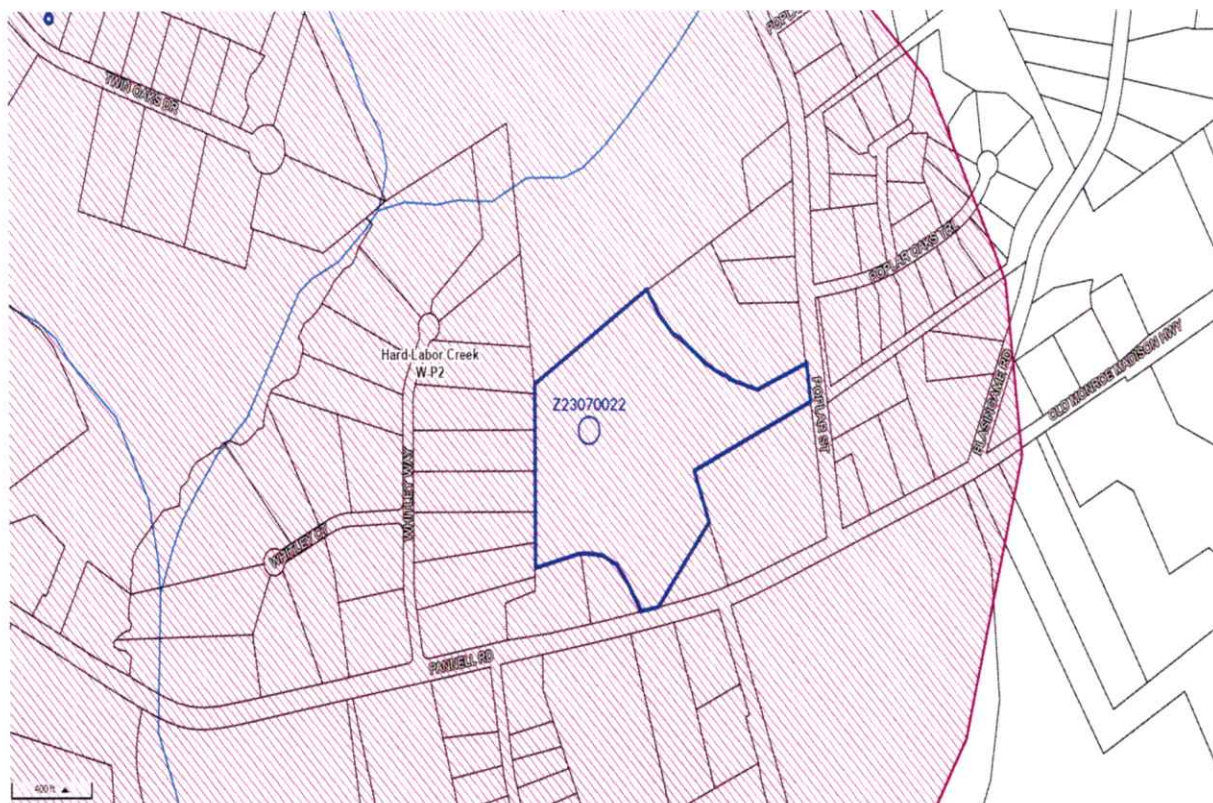 TWIN OAKS DR
POPLAR
POPLAR OAKS TRL
Hard Labor Creek
W-P2
Z23070022
POPLAR ST
BLASINGAME RD
OLD MONROE MADISON HWY
WHITLEY WAY
WHITLEY CT
PANNELL RD
400 ft